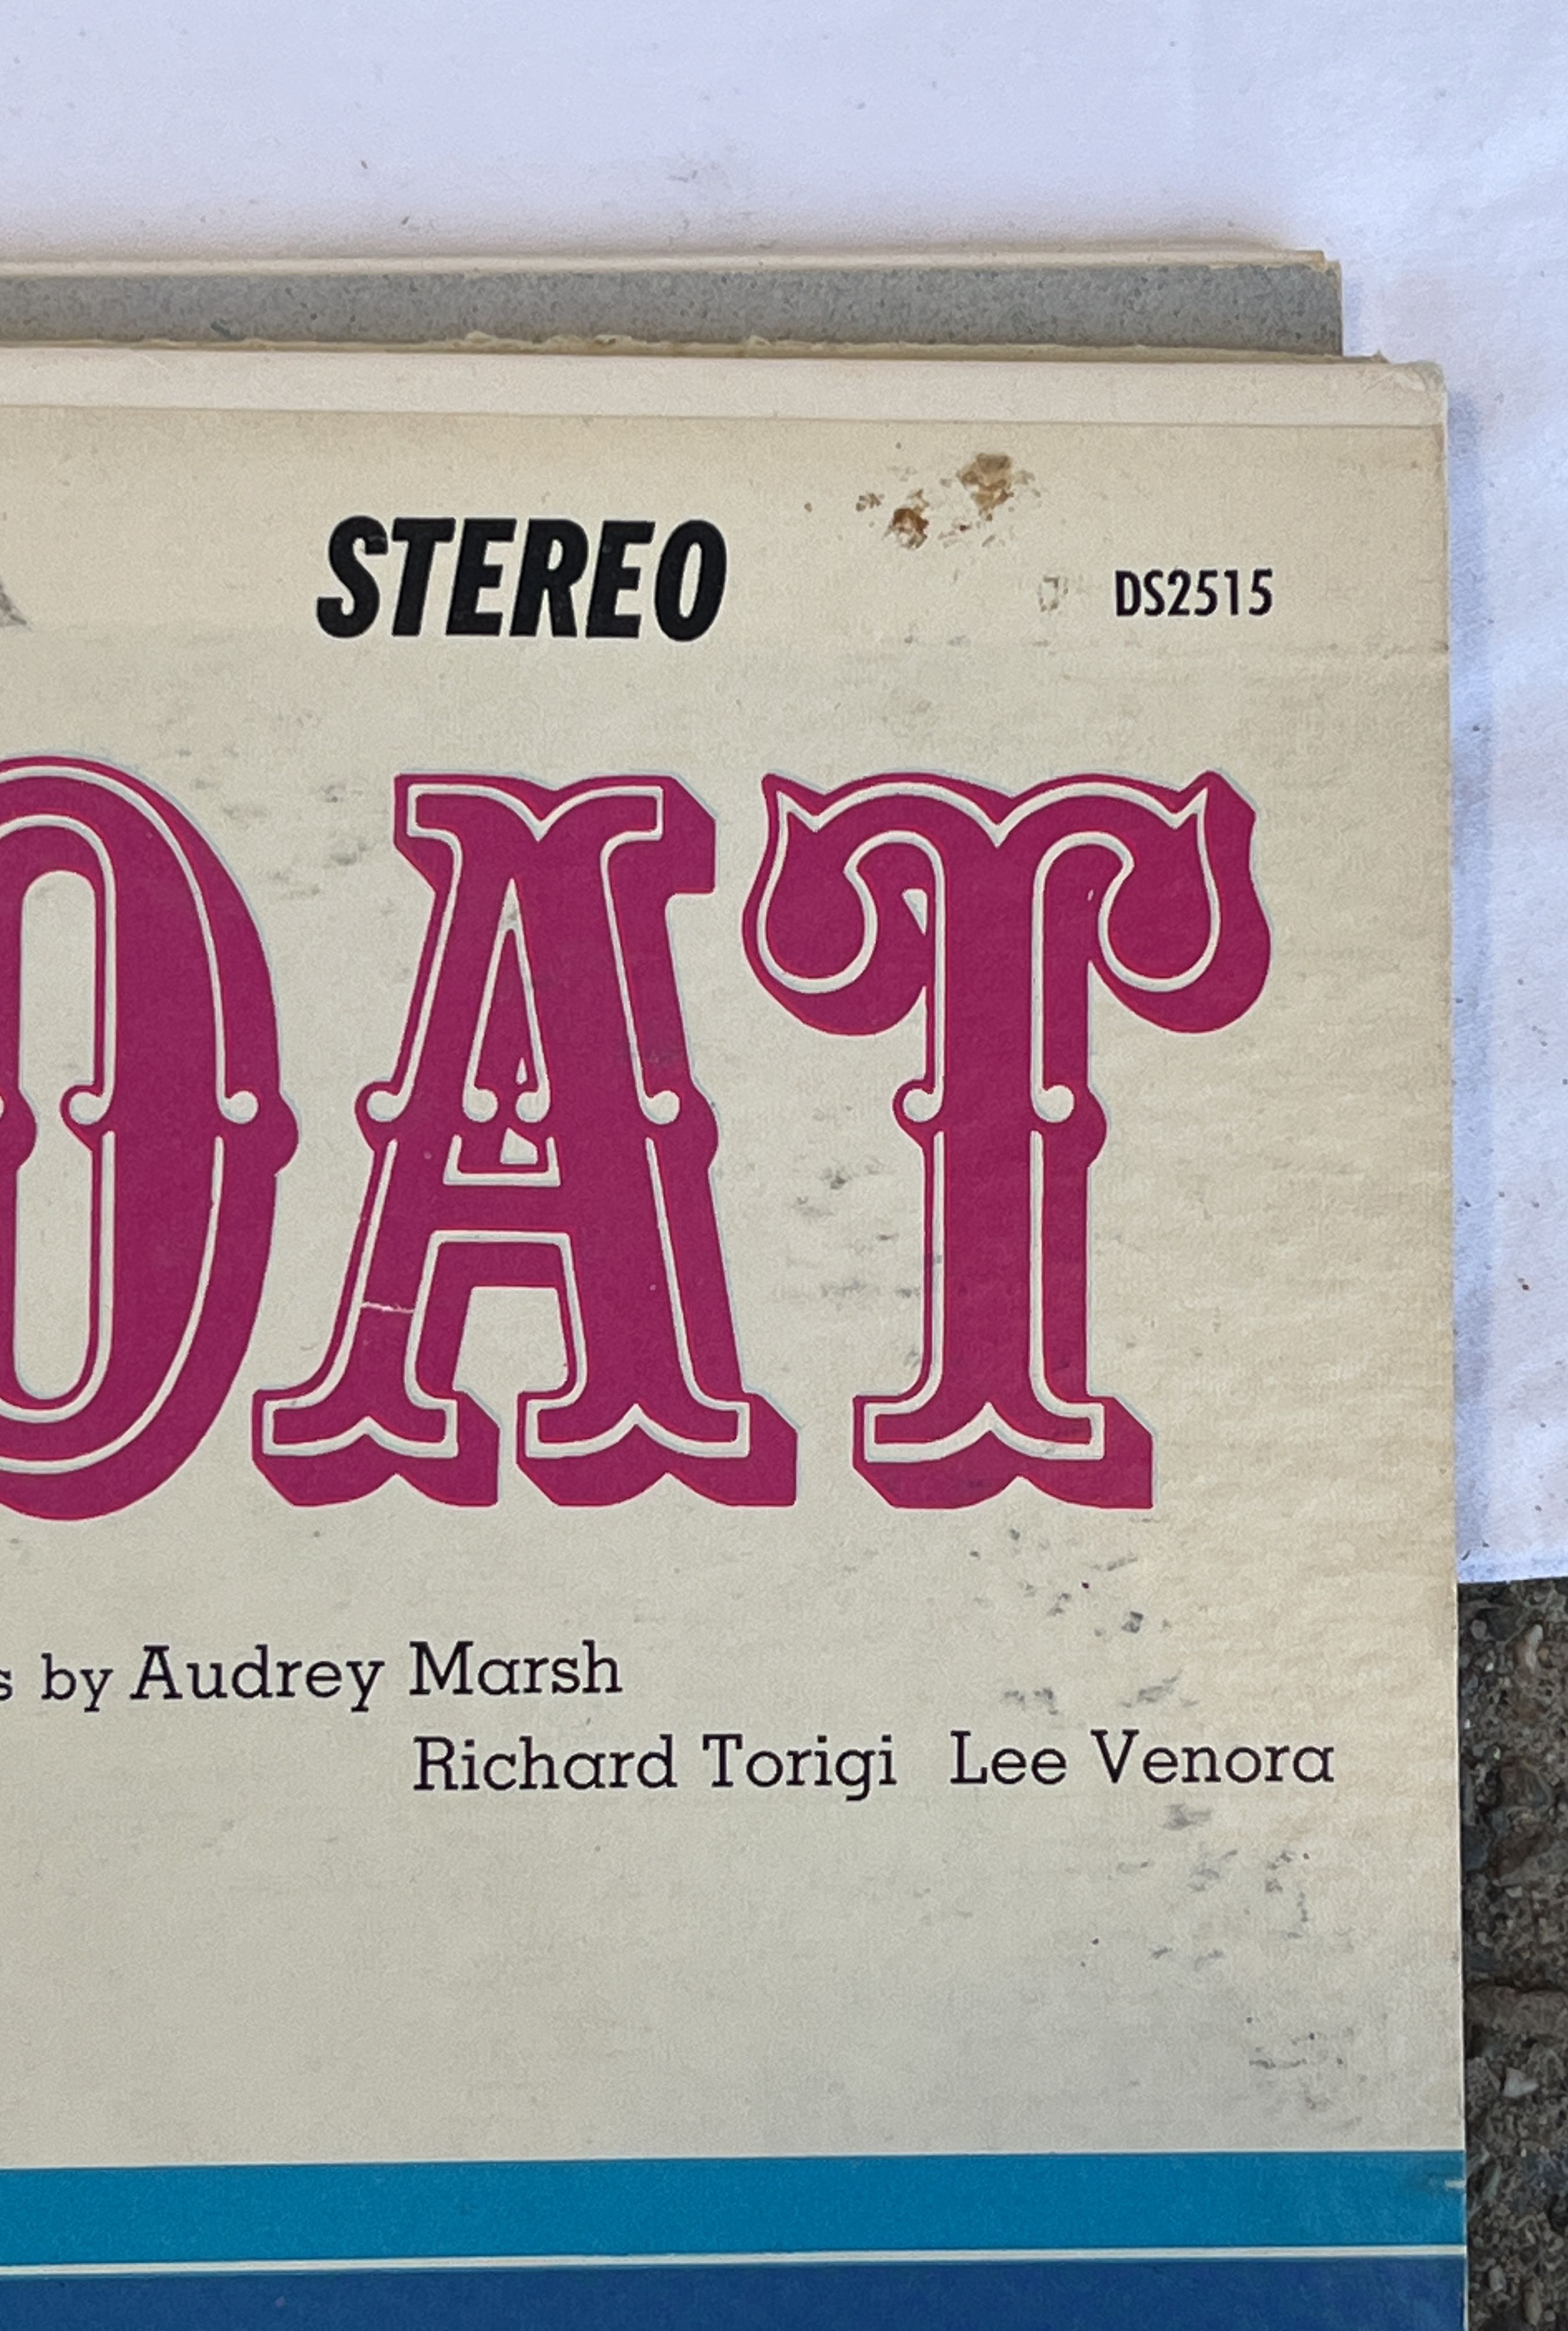 STEREO
DS2515
OAT
s by Audrey Marsh
Richard Torigi Lee Venora